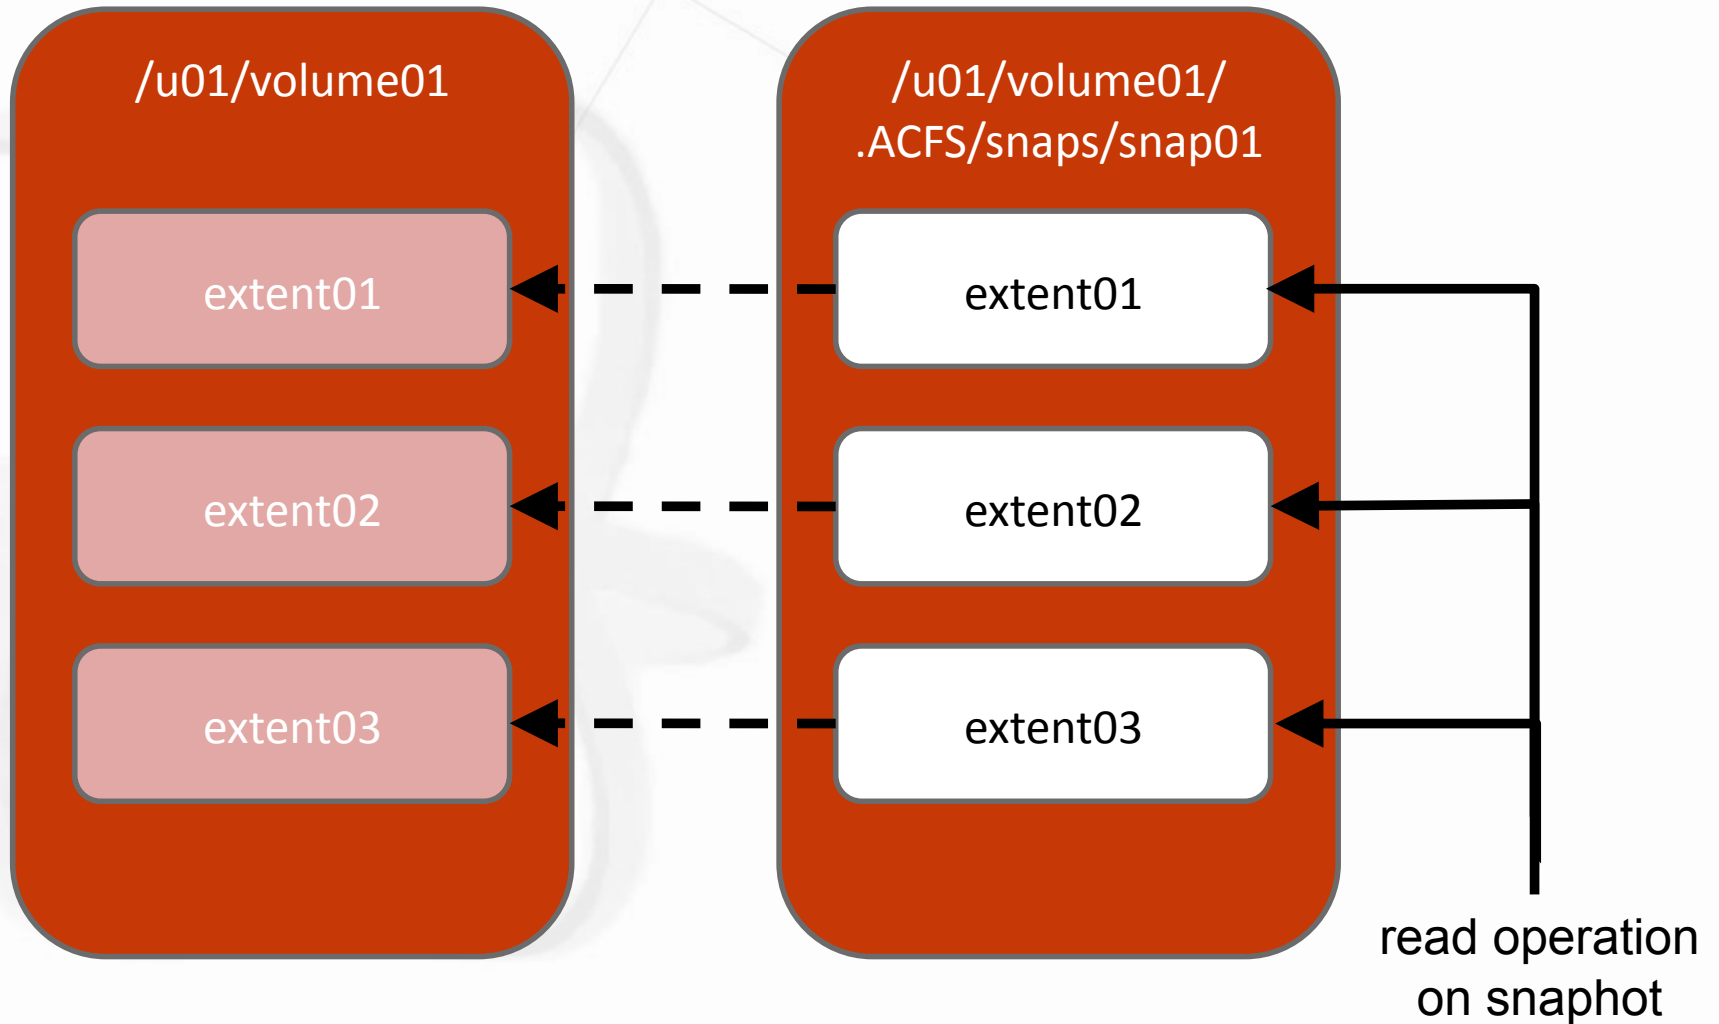 /u01/volume01
extent01
extent02
extent03
/u01/volume01/
.ACFS/snaps/snap01
extent01
extent02
extent03
read operation
on snaphot